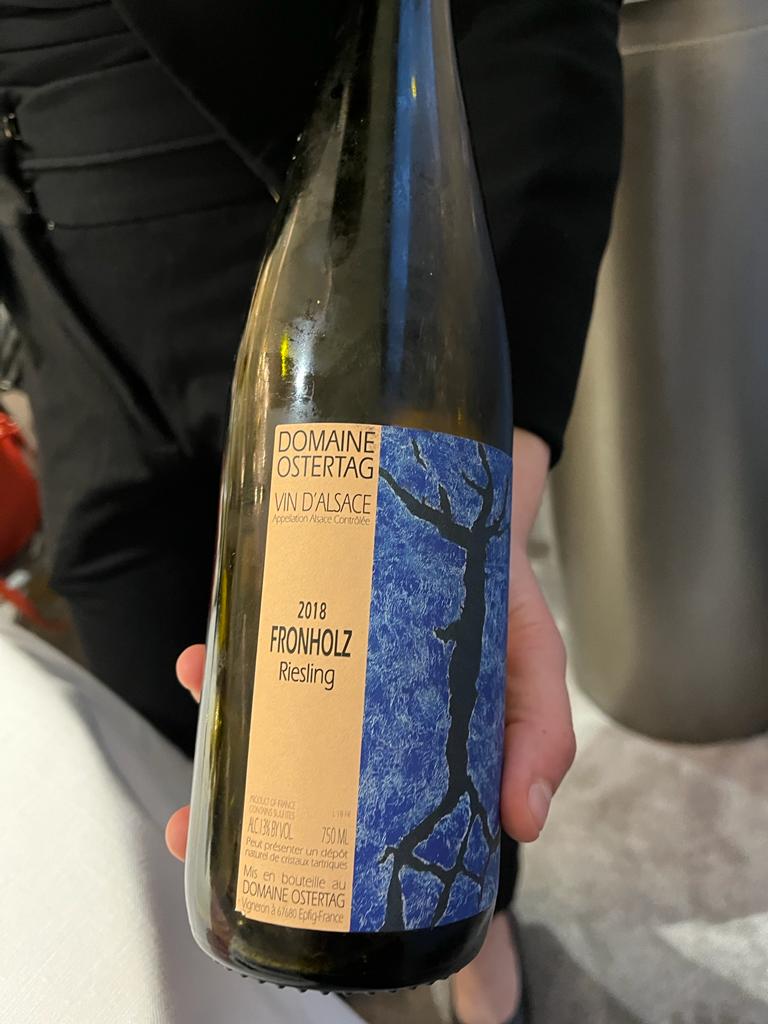 DOMAINE
OSTERTAG
VIN D'ALSACE
Appellation Alsace Contrôlée
2018
FRONHOLZ
Riesling
PRODUCT OF FRANCE
CONTAINS SULFITES
ALC 13% BY VOL 750 ML
Peut présenter un dépôt
naturel de cristaux tartriques
Mis en bouteille au
DOMAINE OSTERTAG
Vigneron à 67680 Epfig-France